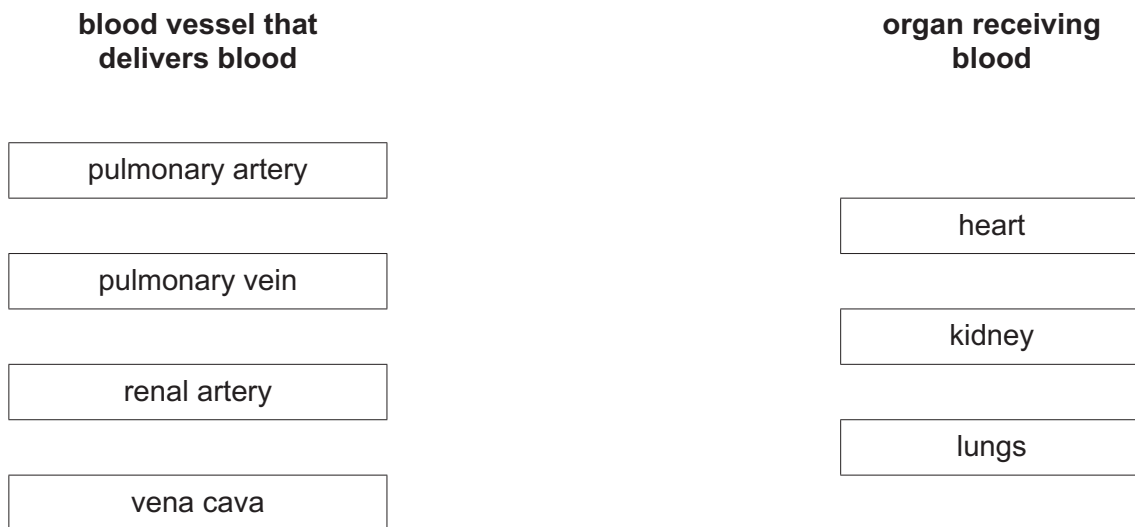 blood vessel that
delivers blood
pulmonary artery
pulmonary vein
renal artery
vena cava
organ receiving
blood
heart
kidney
lungs